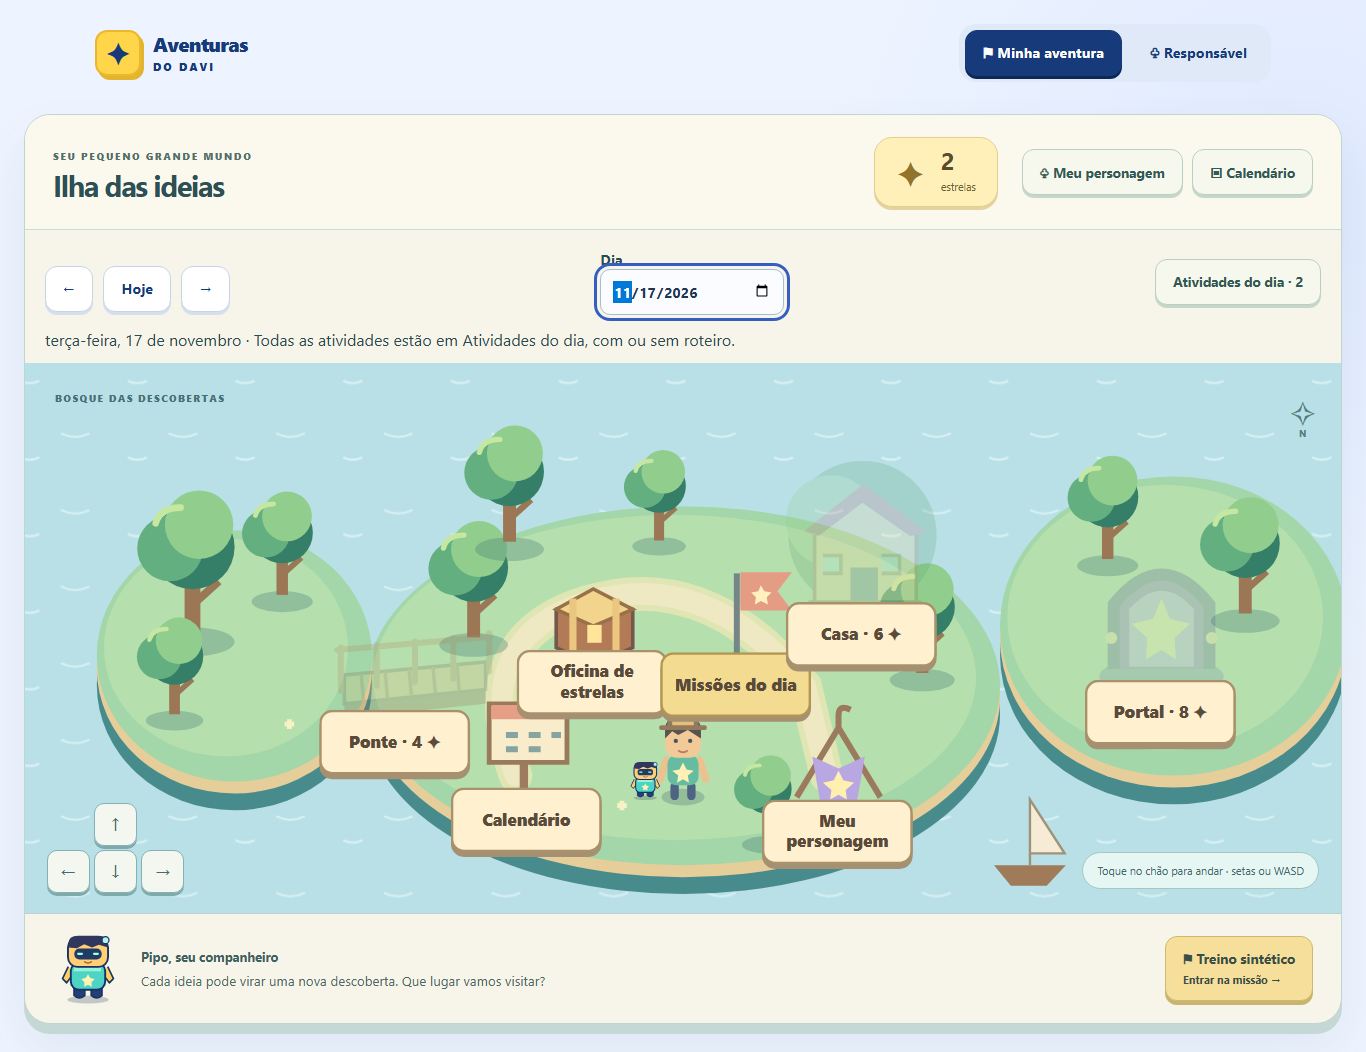 Aventuras
DO DAVI
Minha aventura
Responsável
SEU PEQUENO GRANDE MUNDO
Ilha das ideias
2
estrelas
Meu personagem
Calendário
←
Hoje
→
Dia
11/17/2026
Atividades do dia · 2
terça-feira, 17 de novembro · Todas as atividades estão em Atividades do dia, com ou sem roteiro.
BOSQUE DAS DESCOBERTAS
N
Casa · 6 ✦
Oficina de
estrelas
Missões do dia
Portal · 8 ✦
Ponte · 4 ✦
Calendário
Meu
personagem
↑
← ↓ →
Toque no chão para andar · setas ou WASD
Pipo, seu companheiro
Cada ideia pode virar uma nova descoberta. Que lugar vamos visitar?
Treino sintético
Entrar na missão →